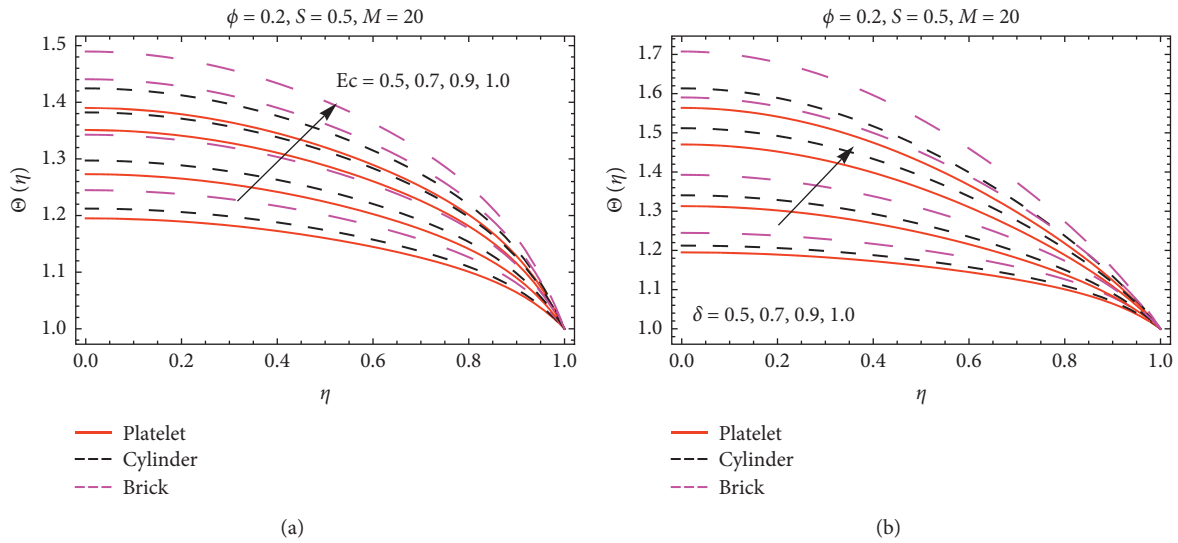 ϕ = 0.2, S = 0.5, M = 20
1.5
1.4
1.3
1.2
1.1
1.0
Θ (η)
Ec = 0.5, 0.7, 0.9, 1.0
0.0 0.2 0.4 0.6 0.8 1.0
η
Platelet
Cylinder
Brick
(a)
ϕ = 0.2, S = 0.5, M = 20
1.7
1.6
1.5
1.4
1.3
1.2
1.1
1.0
Θ (η)
δ = 0.5, 0.7, 0.9, 1.0
0.0 0.2 0.4 0.6 0.8 1.0
η
Platelet
Cylinder
Brick
(b)